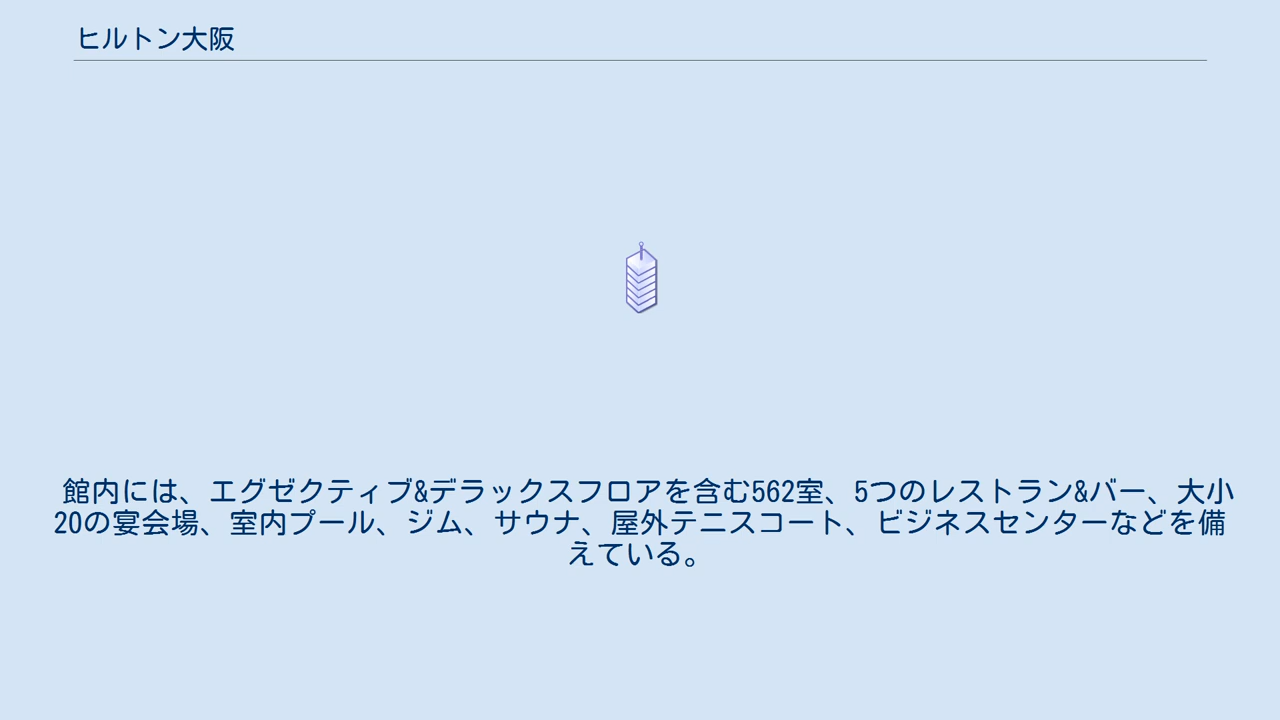 ヒルトン大阪
館内には、エグゼクティブ&デラックスフロアを含む562室、5つのレストラン&バー、大小
20の宴会場、室内プール、ジム、サウナ、屋外テニスコート、ビジネスセンターなどを備
えている。